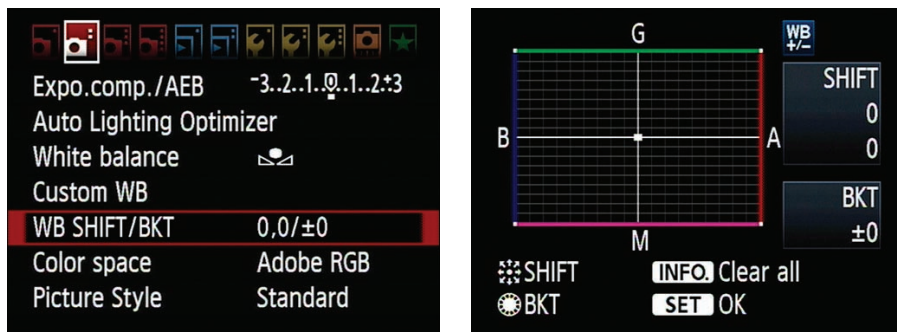 Expo.comp./AEB -3..2..1..0..1..2.:+3
Auto Lighting Optimizer
White balance
Custom WB
WB SHIFT/BKT 0,0/±0
Color space Adobe RGB
Picture Style Standard
G
WB
+/−
SHIFT
0
0
B
A
BKT
±0
M
SHIFT INFO. Clear all
BKT SET OK